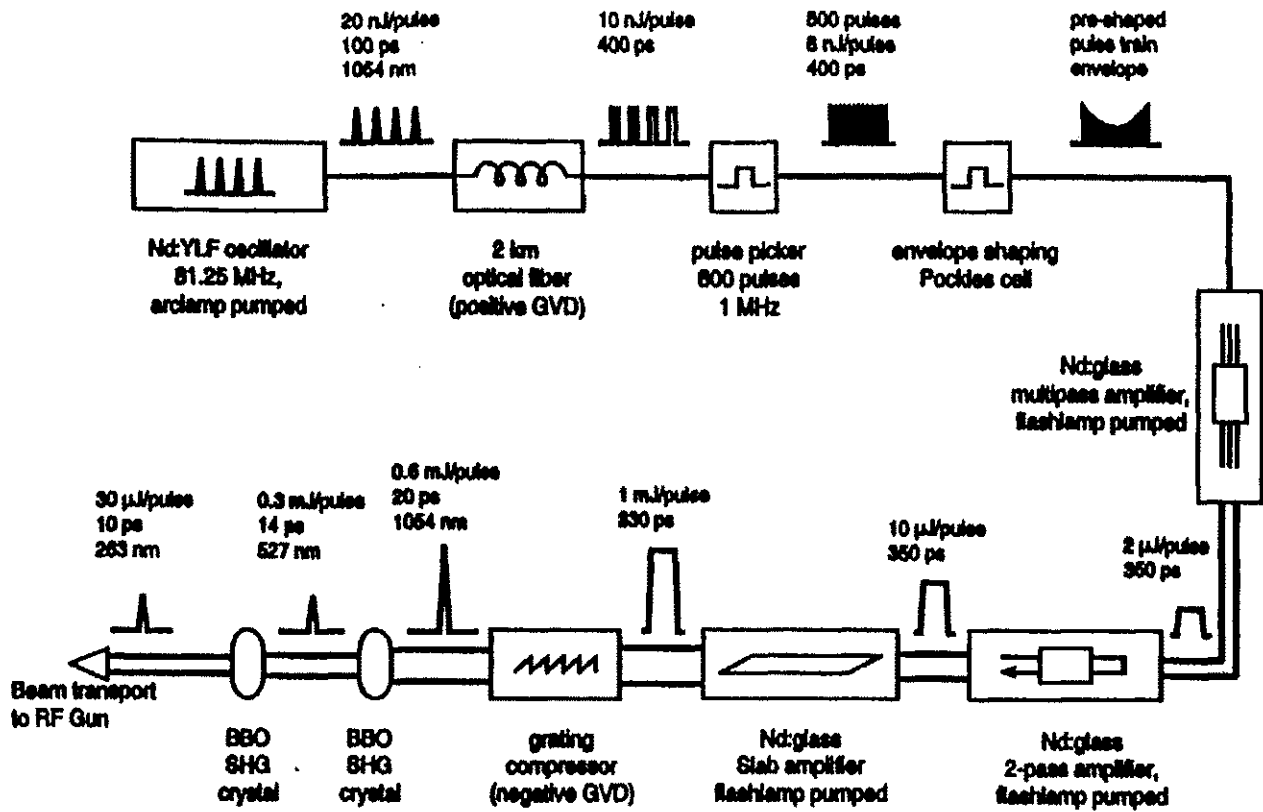 20 nJ/pulse
100 ps
1054 nm
10 nJ/pulse
400 ps
800 pulses
8 nJ/pulse
400 ps
pre-shaped
pulse train
envelope
Nd:YLF oscillator
81.25 MHz,
arclamp pumped
2 km
optical fiber
(positive GVD)
pulse picker
800 pulses
1 MHz
envelope shaping
Pockles cell
Nd:glass
multipass amplifier,
flashlamp pumped
30 µJ/pulse
10 ps
263 nm
0.3 mJ/pulse
14 ps
527 nm
0.6 mJ/pulse
20 ps
1054 nm
1 mJ/pulse
330 ps
10 µJ/pulse
350 ps
2 µJ/pulse
350 ps
Beam transport
to RF Gun
BBO
SHG
crystal
BBO
SHG
crystal
grating
compressor
(negative GVD)
Nd:glass
Slab amplifier
flashlamp pumped
Nd:glass
2-pass amplifier,
flashlamp pumped